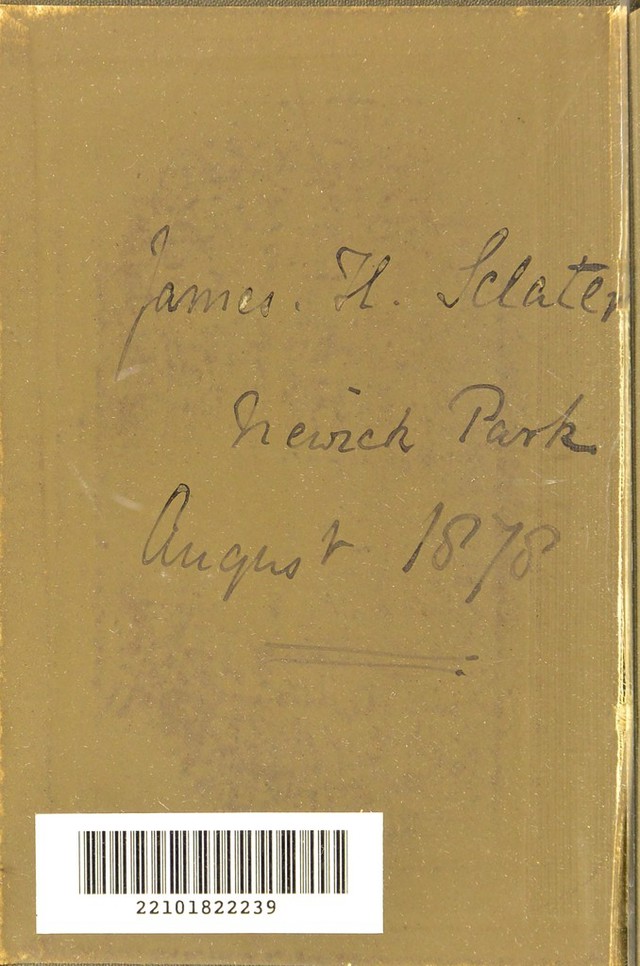 James. H. Sclater
Newick Park
August 1878
22101822239